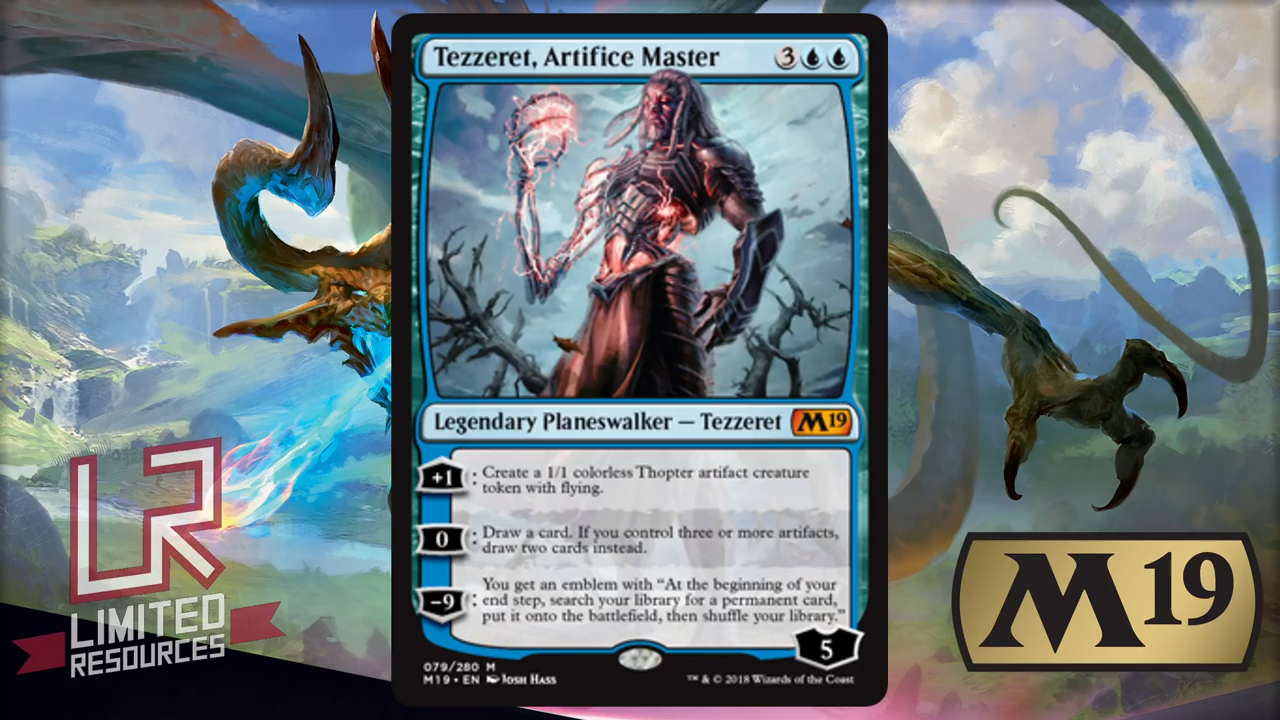 Tezzeret, Artifice Master 3
Legendary Planeswalker — Tezzeret M19
+1 : Create a 1/1 colorless Thopter artifact creature
token with flying.
0 : Draw a card. If you control three or more artifacts,
draw two cards instead.
You get an emblem with “At the beginning of your
−9 : end step, search your library for a permanent card,
put it onto the battlefield, then shuffle your library.”
5
079/280 M
M19 • EN Josh Hass
™ & © 2018 Wizards of the Coast
LR
LIMITED
RESOURCES
M19